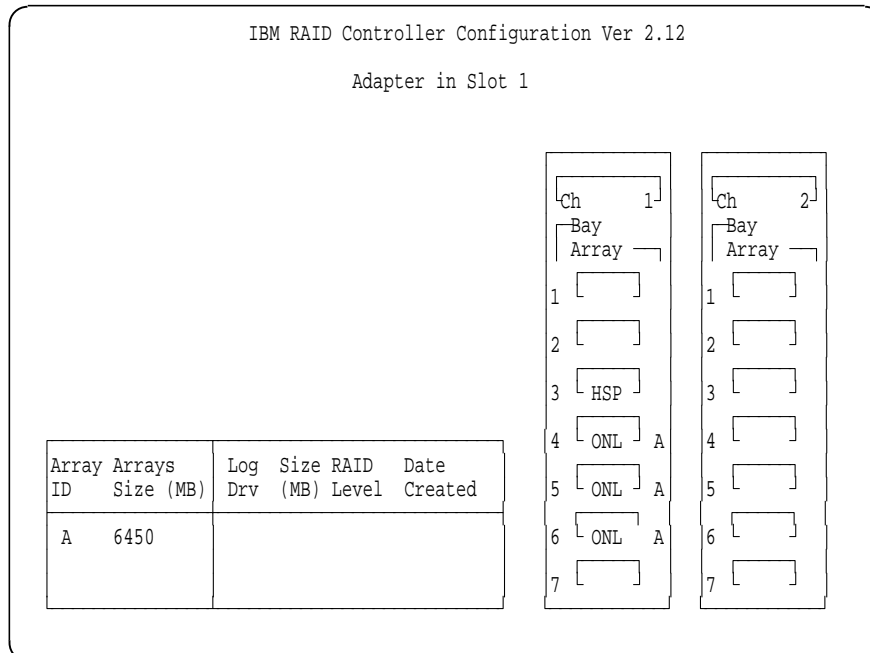 IBM RAID Controller Configuration Ver 2.12
Adapter in Slot 1
Ch 1 Ch 2
Bay Bay
Array Array
1 1
2 2
3 HSP 3
4 ONL A 4
Array Arrays Log Size RAID Date
ID Size (MB) Drv (MB) Level Created
5 ONL A 5
A 6450
6 ONL A 6
7 7